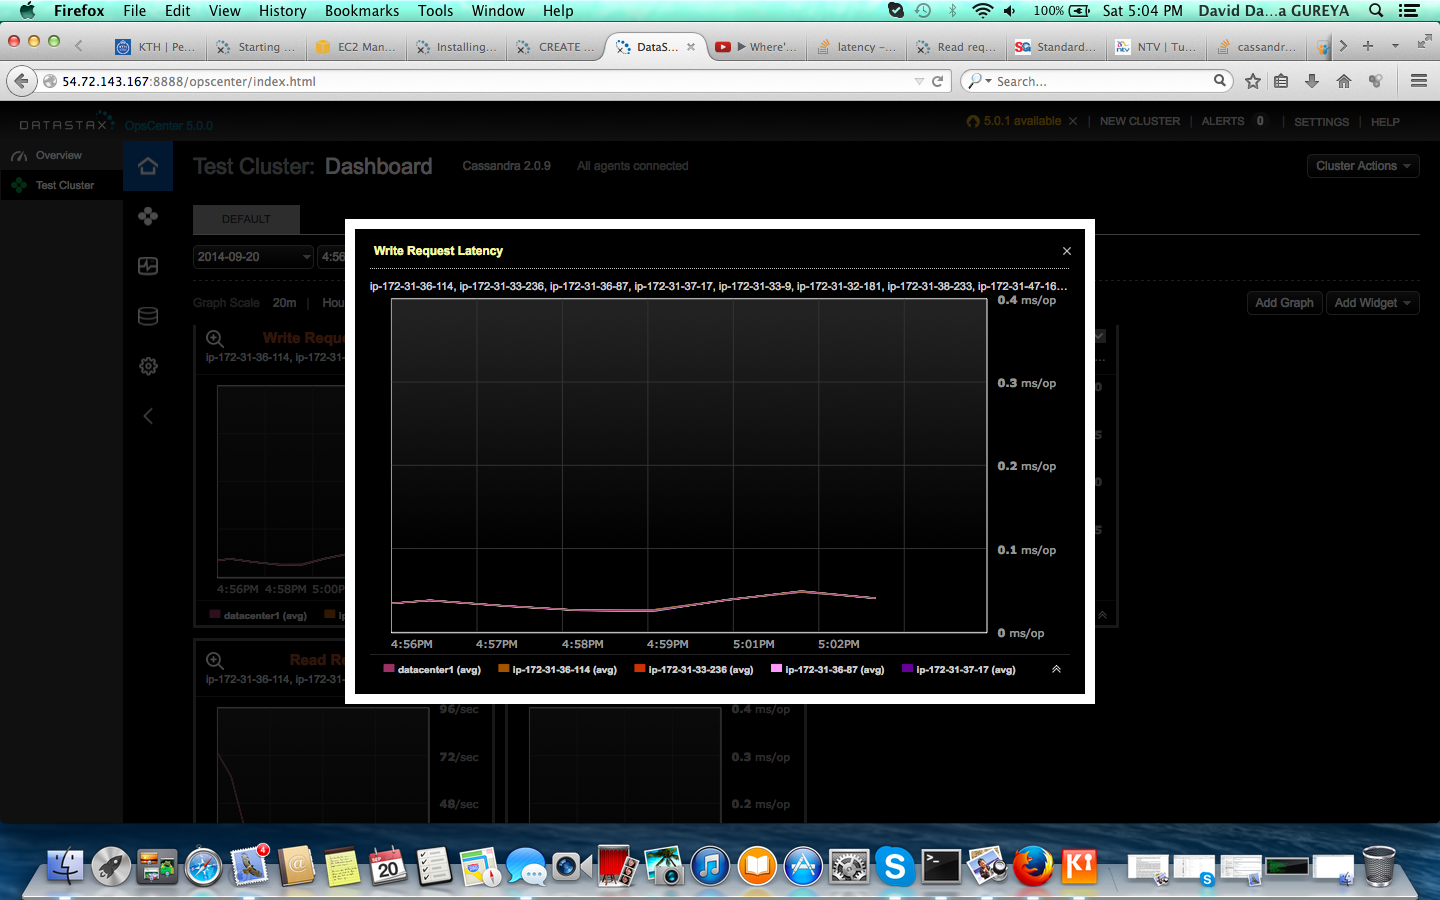 Firefox File Edit View History Bookmarks Tools Window Help 100% Sat 5:04 PM David Da...a GUREYA
KTH | Pe... Starting ... EC2 Man... Installing... CREATE ... DataS... Where'... latency –... Read req... Standard... NTV | Tu... cassandr...
54.72.143.167:8888/opscenter/index.html Search...
DATASTAX OpsCenter 5.0.0 5.0.1 available NEW CLUSTER | ALERTS 0 | SETTINGS | HELP
Overview
Test Cluster
Test Cluster: Dashboard Cassandra 2.0.9 All agents connected Cluster Actions
DEFAULT
2014-09-20 4:56
Graph Scale 20m | Hou
Add Graph Add Widget
Write Reque
ip-172-31-36-114, ip-172-31-
4:56PM 4:58PM 5:00P
datacenter1 (avg)
Write Request Latency
ip-172-31-36-114, ip-172-31-33-236, ip-172-31-36-87, ip-172-31-37-17, ip-172-31-33-9, ip-172-31-32-181, ip-172-31-38-233, ip-172-31-47-16...
0.4 ms/op
0.3 ms/op
0.2 ms/op
0.1 ms/op
0 ms/op
4:56PM 4:57PM 4:58PM 4:59PM 5:01PM 5:02PM
datacenter1 (avg) ip-172-31-36-114 (avg) ip-172-31-33-236 (avg) ip-172-31-36-87 (avg) ip-172-31-37-17 (avg)
Read Re
ip-172-31-36-114, ip-172-31-
96/sec
72/sec
48/sec
0.4 ms/op
0.3 ms/op
0.2 ms/op
4
SEP
20